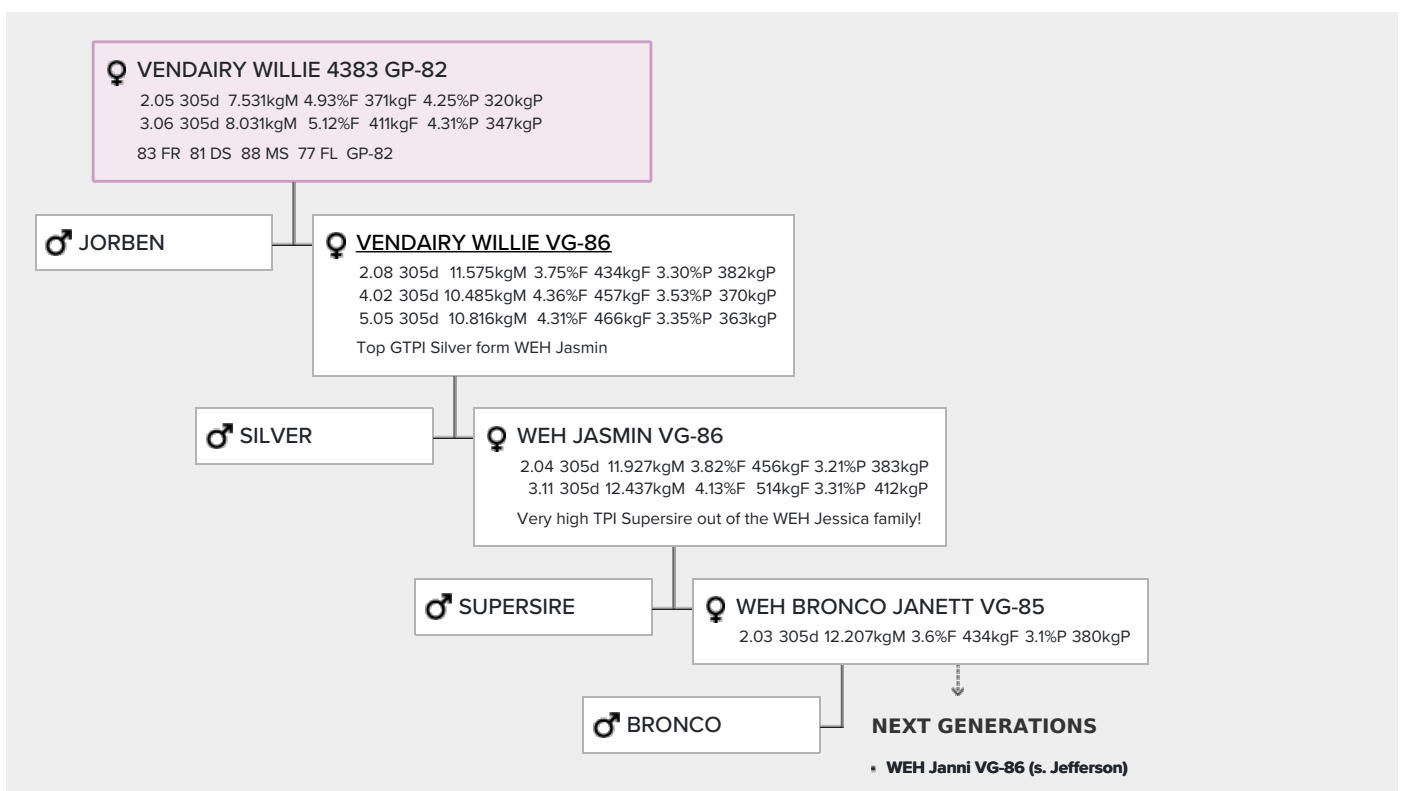 VENDAIRY WILLIE 4383 GP-82
2.05 305d 7.531kgM 4.93%F 371kgF 4.25%P 320kgP
3.06 305d 8.031kgM 5.12%F 411kgF 4.31%P 347kgP
83 FR 81 DS 88 MS 77 FL GP-82
JORBEN
VENDAIRY WILLIE VG-86
2.08 305d 11.575kgM 3.75%F 434kgF 3.30%P 382kgP
4.02 305d 10.485kgM 4.36%F 457kgF 3.53%P 370kgP
5.05 305d 10.816kgM 4.31%F 466kgF 3.35%P 363kgP
Top GTPI Silver form WEH Jasmin
SILVER
WEH JASMIN VG-86
2.04 305d 11.927kgM 3.82%F 456kgF 3.21%P 383kgP
3.11 305d 12.437kgM 4.13%F 514kgF 3.31%P 412kgP
Very high TPI Supersire out of the WEH Jessica family!
SUPERSIRE
WEH BRONCO JANETT VG-85
2.03 305d 12.207kgM 3.6%F 434kgF 3.1%P 380kgP
BRONCO
NEXT GENERATIONS
▪ WEH Janni VG-86 (s. Jefferson)